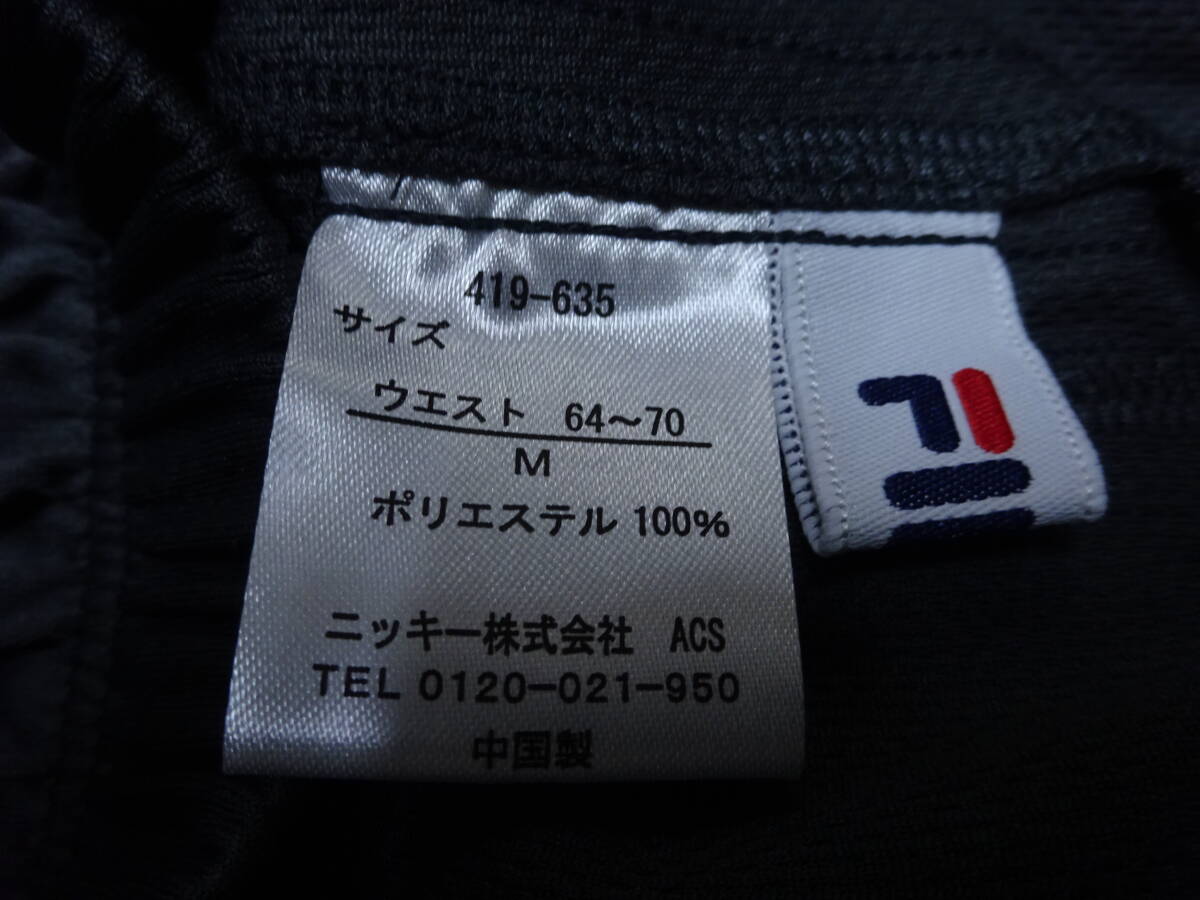 419-635
サイズ
ウエスト 64～70
M
ポリエステル 100%
ニッキー株式会社 ACS
TEL 0120-021-950
中国製